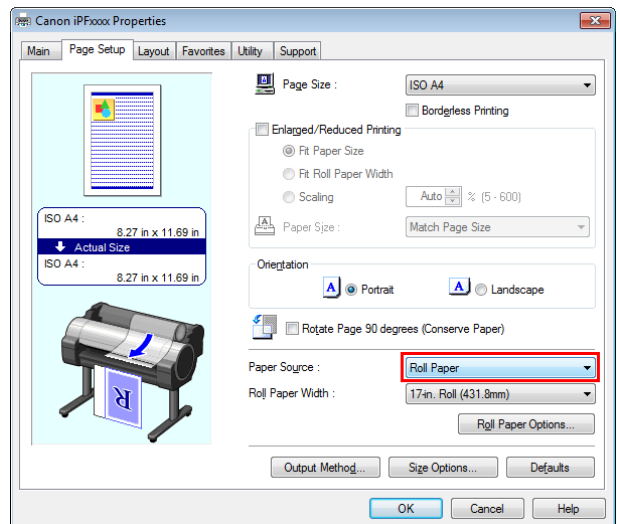 Canon iPFxxxx Properties
Main Page Setup Layout Favorites Utility Support
Page Size : ISO A4
Borderless Printing
Enlarged/Reduced Printing
Fit Paper Size
Fit Roll Paper Width
Scaling Auto % (5 - 600)
Paper Size : Match Page Size
ISO A4 :
8.27 in x 11.69 in
Actual Size
ISO A4 :
8.27 in x 11.69 in
Orientation
A Portrait A Landscape
Rotate Page 90 degrees (Conserve Paper)
Paper Source : Roll Paper
Roll Paper Width : 17-in. Roll (431.8mm)
R
Roll Paper Options...
Output Method... Size Options... Defaults
OK Cancel Help